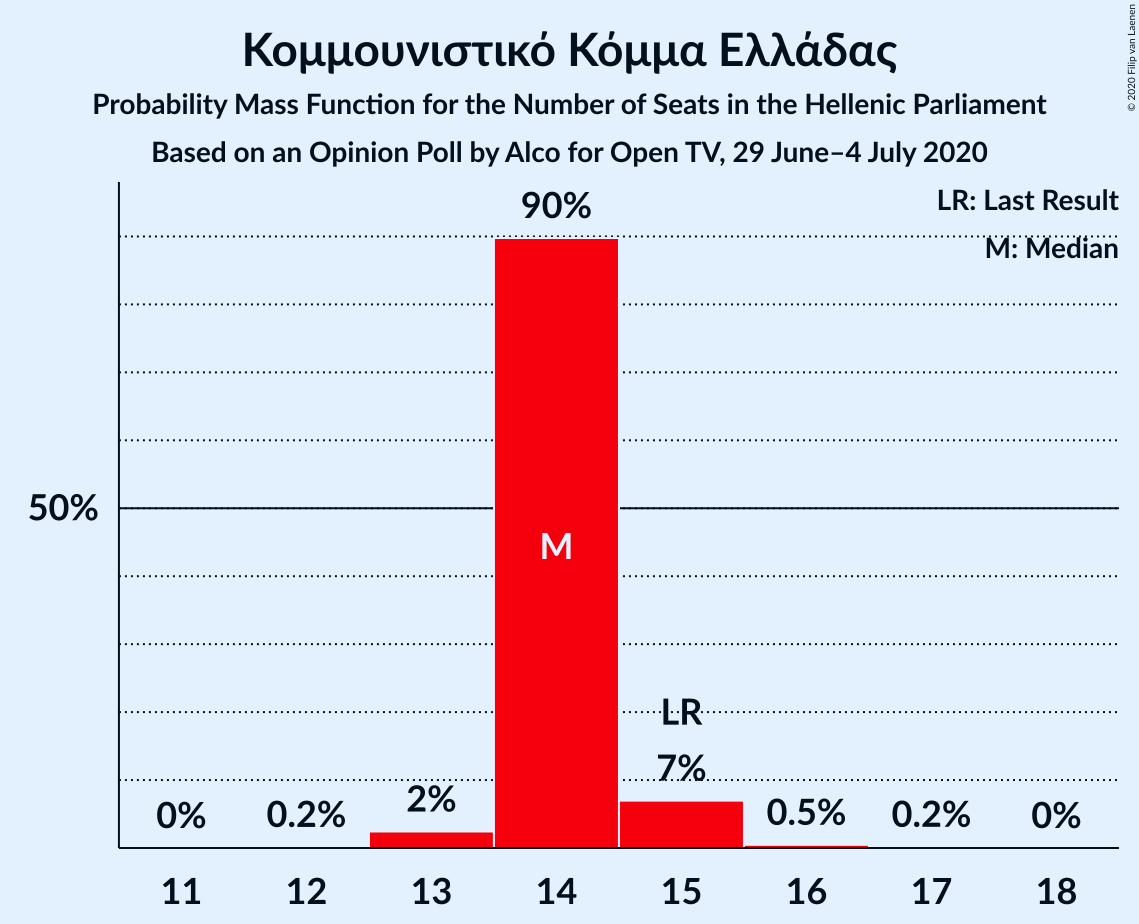 Κομμουνιστικό Κόμμα Ελλάδας
Probability Mass Function for the Number of Seats in the Hellenic Parliament
Based on an Opinion Poll by Alco for Open TV, 29 June–4 July 2020
© 2020 Filip van Laenen
LR: Last Result
M: Median
90%
50%
M
LR
7%
0%
0.2%
2%
0.5%
0.2%
0%
11 12 13 14 15 16 17 18